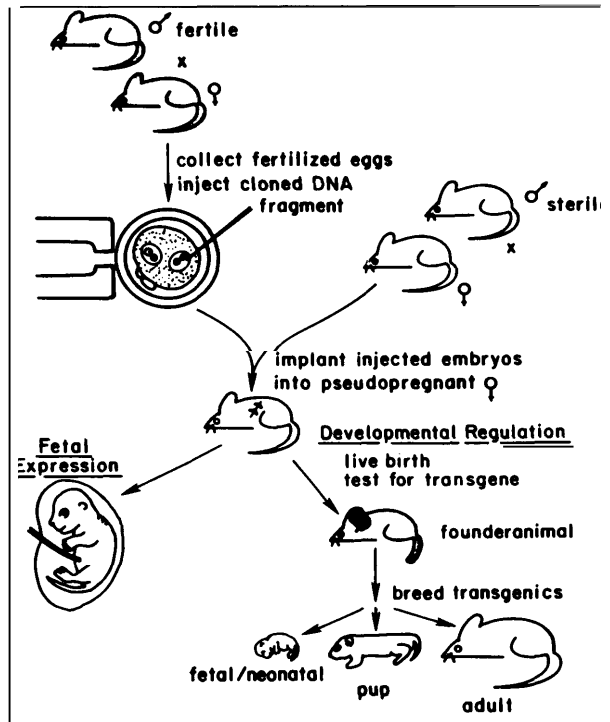 ♂ fertile
x
♀
collect fertilized eggs
inject cloned DNA
fragment
♂
sterile
x
♀
implant injected embryos
into pseudopregnant ♀
Fetal
Expression
Developmental Regulation
live birth
test for transgene
founderanimal
breed transgenics
fetal/neonatal
pup
adult